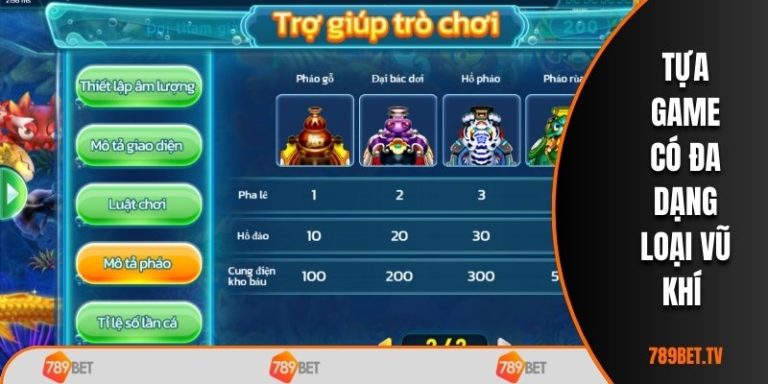 Trợ giúp trò chơi
Thiết lập âm lượng
Mô tả giao diện
Luật chơi
Mô tả pháo
Tỉ lệ số lần cá
Pháo gỗ Đại bác dơi Hổ pháo Pháo rùa
Pha lê 1 2 3
Hồ đào 10 20 30
Cung điện
kho báu 100 200 300 5
TỰA
GAME
CÓ ĐA
DẠNG
LOẠI VŨ
KHÍ
789BET.TV
789BET 789BET 789BET